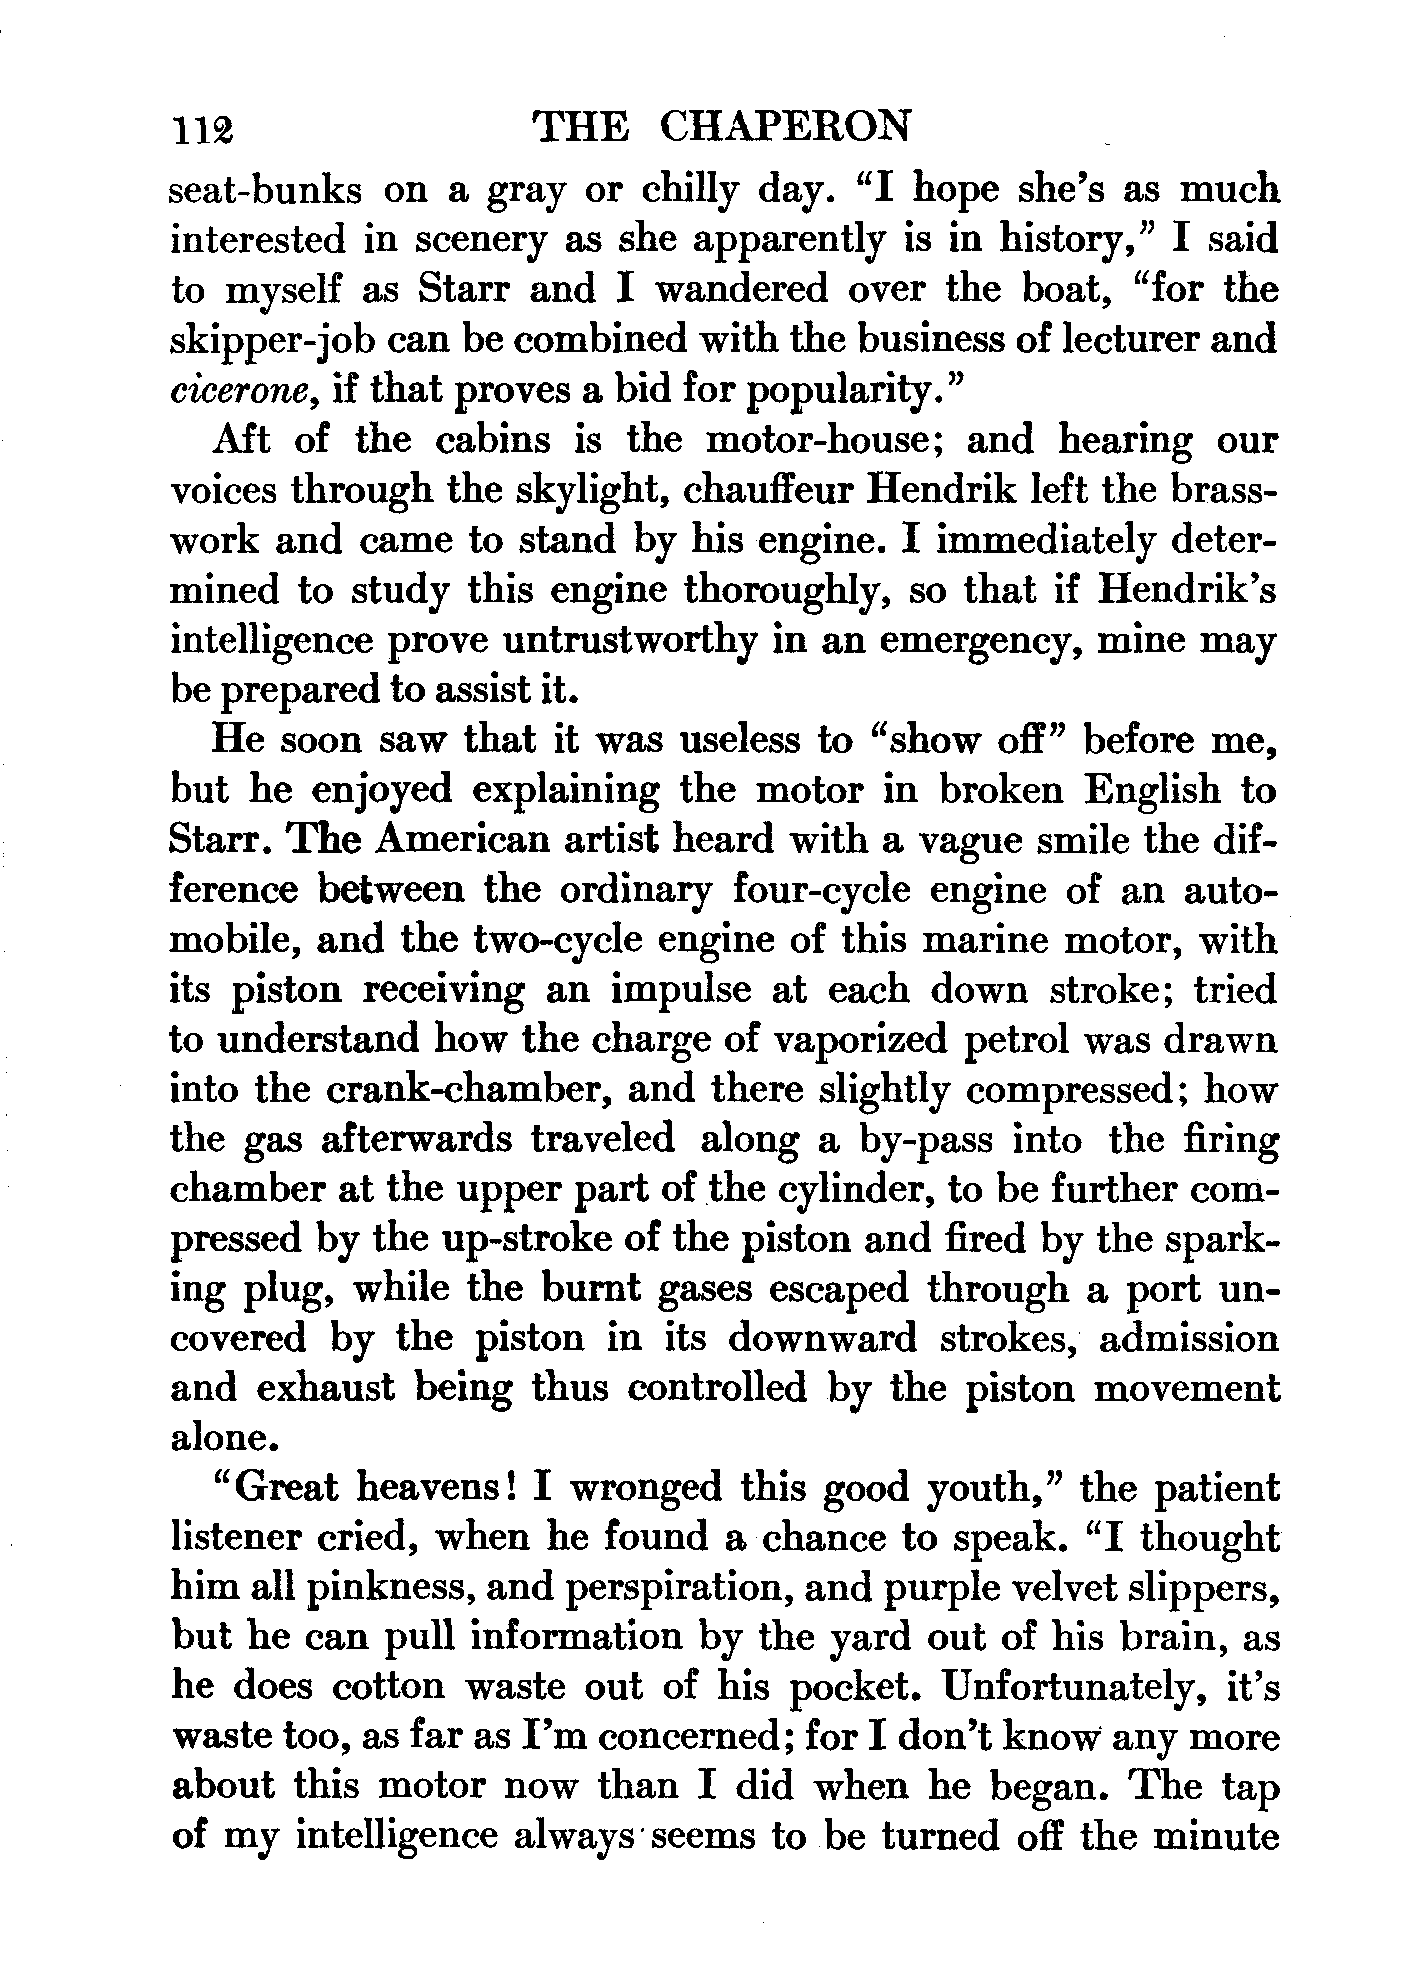 112 THE CHAPERON
seat-bunks on a gray or chilly day. “I hope she’s as much
interested in scenery as she apparently is in history,” I said
to myself as Starr and I wandered over the boat, “for the
skipper-job can be combined with the business of lecturer and
cicerone, if that proves a bid for popularity.”
Aft of the cabins is the motor-house; and hearing our
voices through the skylight, chauffeur Hendrik left the brass-
work and came to stand by his engine. I immediately deter-
mined to study this engine thoroughly, so that if Hendrik’s
intelligence prove untrustworthy in an emergency, mine may
be prepared to assist it.
He soon saw that it was useless to “show off” before me,
but he enjoyed explaining the motor in broken English to
Starr. The American artist heard with a vague smile the dif-
ference between the ordinary four-cycle engine of an auto-
mobile, and the two-cycle engine of this marine motor, with
its piston receiving an impulse at each down stroke; tried
to understand how the charge of vaporized petrol was drawn
into the crank-chamber, and there slightly compressed; how
the gas afterwards traveled along a by-pass into the firing
chamber at the upper part of the cylinder, to be further com-
pressed by the up-stroke of the piston and fired by the spark-
ing plug, while the burnt gases escaped through a port un-
covered by the piston in its downward strokes, admission
and exhaust being thus controlled by the piston movement
alone.
“Great heavens! I wronged this good youth,” the patient
listener cried, when he found a chance to speak. “I thought
him all pinkness, and perspiration, and purple velvet slippers,
but he can pull information by the yard out of his brain, as
he does cotton waste out of his pocket. Unfortunately, it’s
waste too, as far as I’m concerned; for I don’t know any more
about this motor now than I did when he began. The tap
of my intelligence always seems to be turned off the minute